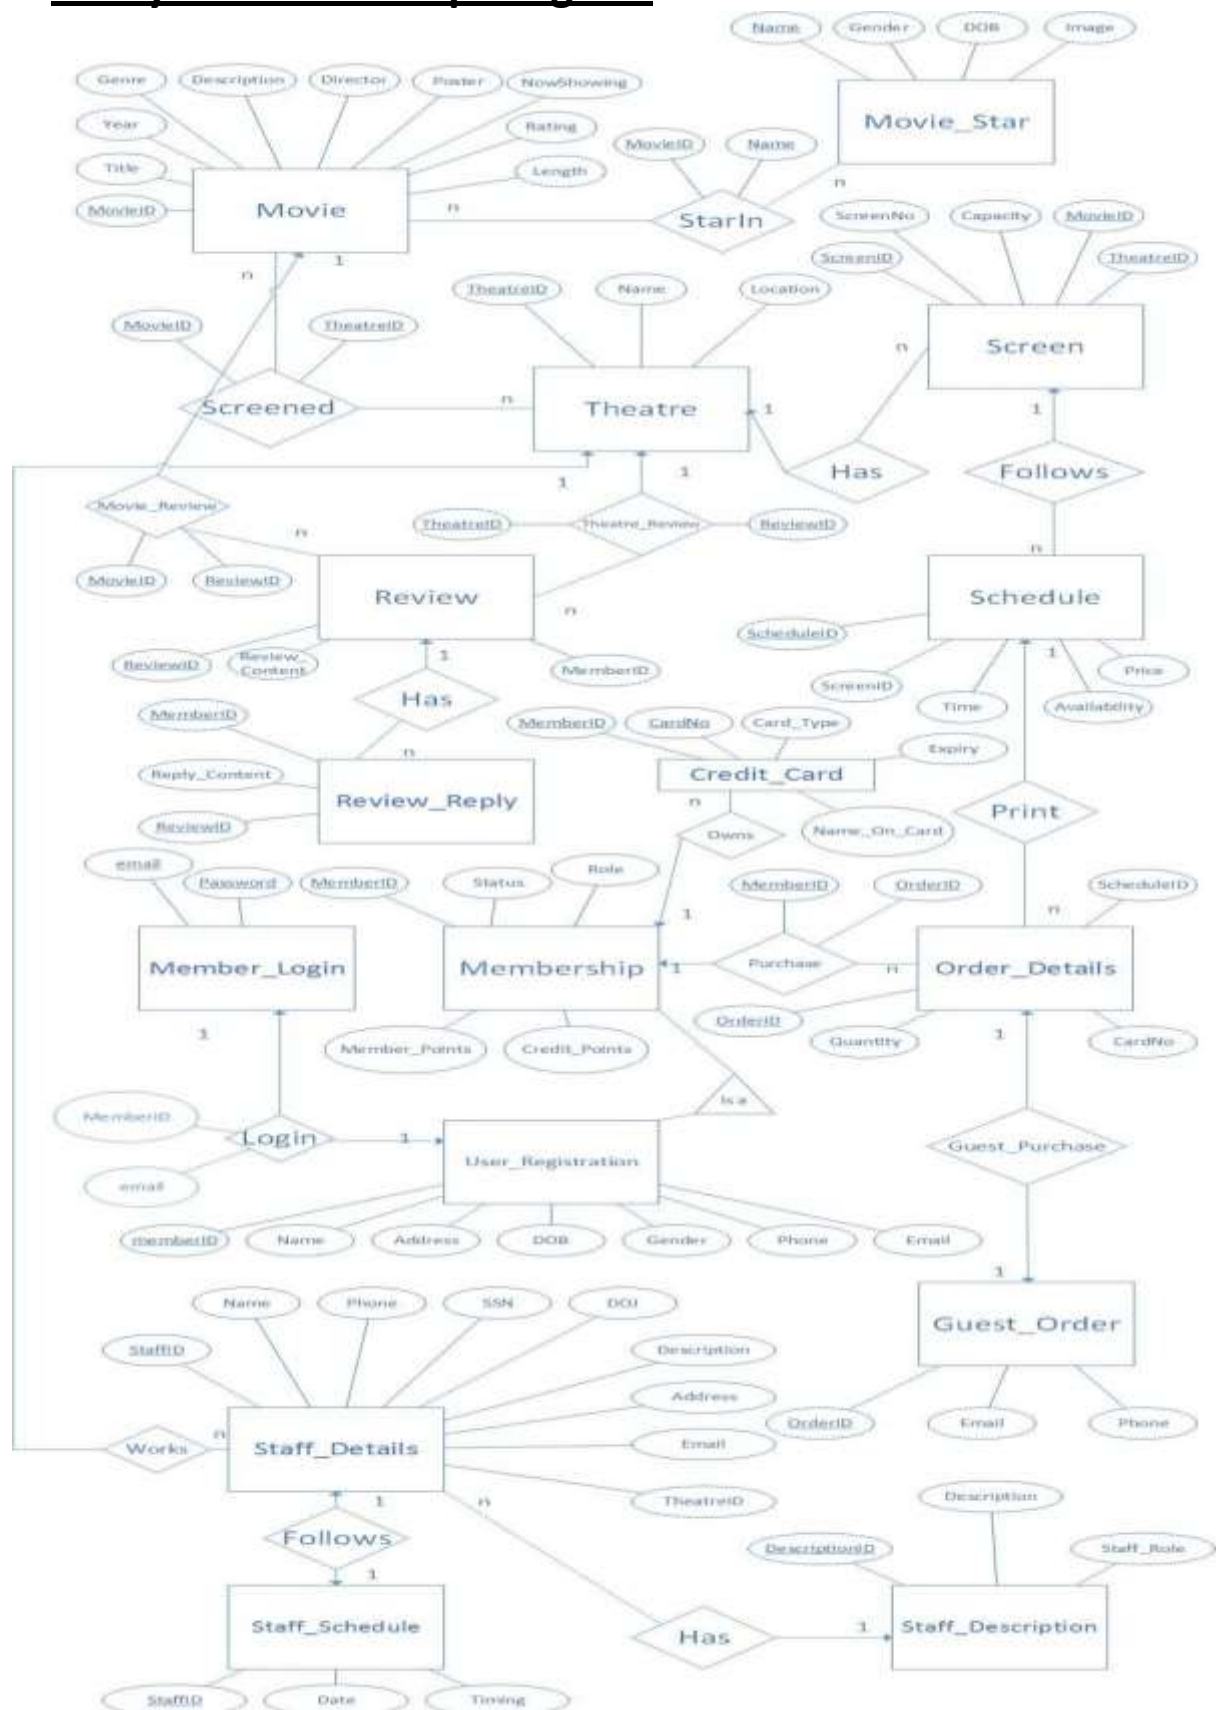 Name
Gender
DOB
Image
Movie_Star
Genre
Description
Director
Poster
NowShowing
Year
Rating
Title
Length
MovieID
Movie
MovieID
Name
StarIn
n
n
n
1
ScreenNo
Capacity
MovieID
ScreenID
TheatreID
Screen
TheatreID
Name
Location
MovieID
TheatreID
n
Screened
n
Theatre
1
1
Has
Follows
1
1
Movie_Review
TheatreID
Theatre_Review
ReviewID
n
n
MovieID
ReviewID
Review
n
Schedule
ScheduleID
ReviewID
Review_
Content
1
MemberID
ScreenID
Time
1
Price
Availability
Has
MemberID
n
MemberID
CardNo
Card_Type
Expiry
Reply_Content
Review_Reply
ReviewID
Credit_Card
n
Owns
Name_On_Card
Print
email
Password
MemberID
Status
Role
MemberID
OrderID
ScheduleID
1
n
Member_Login
Membership
1
Purchase
n
Order_Details
OrderID
Quantity
1
CardNo
1
Member_Points
Credit_Points
Is a
MemberID
Login
1
User_Registration
Guest_Purchase
email
memberID
Name
Address
DOB
Gender
Phone
Email
1
Name
Phone
SSN
DOJ
Guest_Order
StaffID
Description
Address
OrderID
Email
Phone
Works
n
Staff_Details
Email
1
n
TheatreID
Description
Follows
DescriptionID
Staff_Role
1
Staff_Schedule
Has
1
Staff_Description
StaffID
Date
Timing